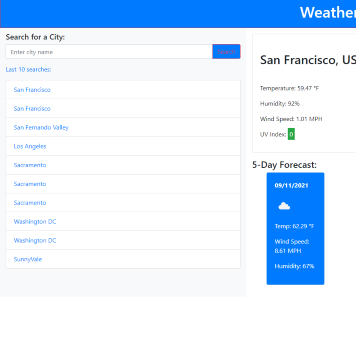 Weather
Search for a City:
Enter city name
Search
Last 10 searches:
San Francisco
San Francisco
San Fernando Valley
Los Angeles
Sacramento
Sacramento
Sacramento
Washington DC
Washington DC
SunnyVale
San Francisco, US
Temperature: 59.47 °F
Humidity: 92%
Wind Speed: 1.01 MPH
UV Index: 0
5-Day Forecast:
09/11/2021
Temp: 62.29 °F
Wind Speed:
8.61 MPH
Humidity: 67%